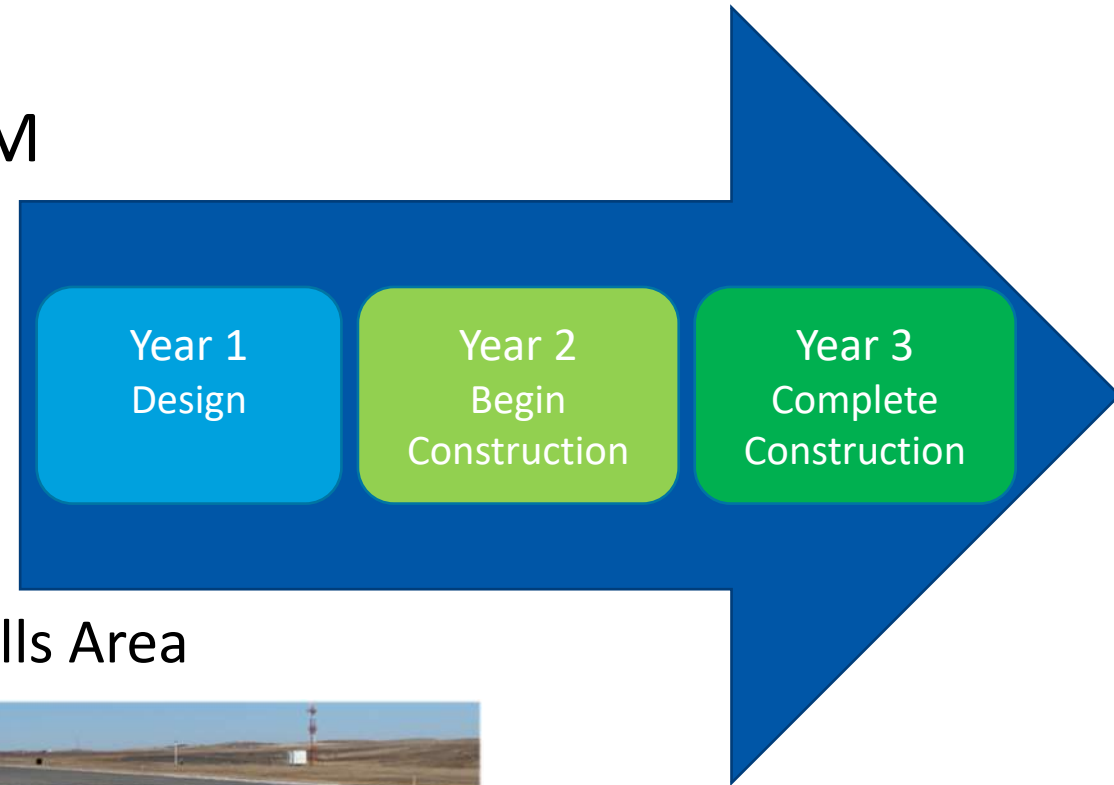 M
Year 1
Design
Year 2
Begin
Construction
Year 3
Complete
Construction
lls Area